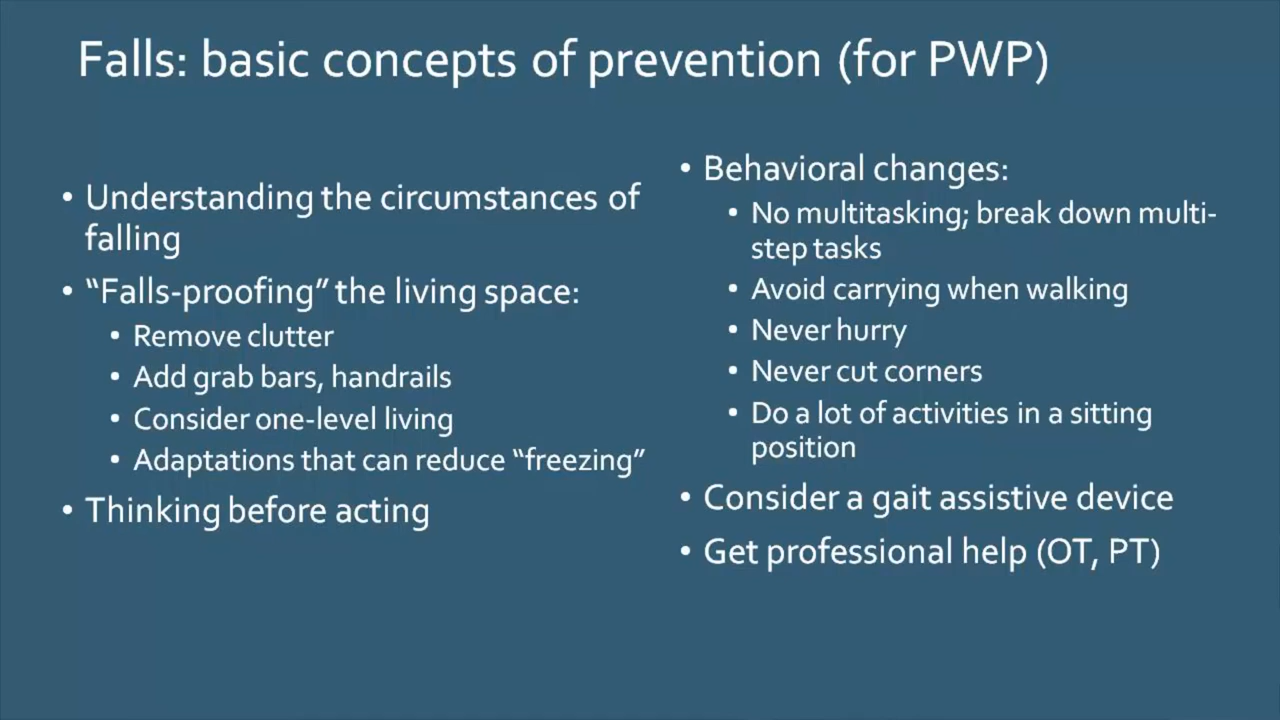 Falls: basic concepts of prevention (for PWP)
• Understanding the circumstances of
falling
• “Falls-proofing” the living space:
• Remove clutter
• Add grab bars, handrails
• Consider one-level living
• Adaptations that can reduce “freezing”
• Thinking before acting
• Behavioral changes:
• No multitasking; break down multi-
step tasks
• Avoid carrying when walking
• Never hurry
• Never cut corners
• Do a lot of activities in a sitting
position
• Consider a gait assistive device
• Get professional help (OT, PT)